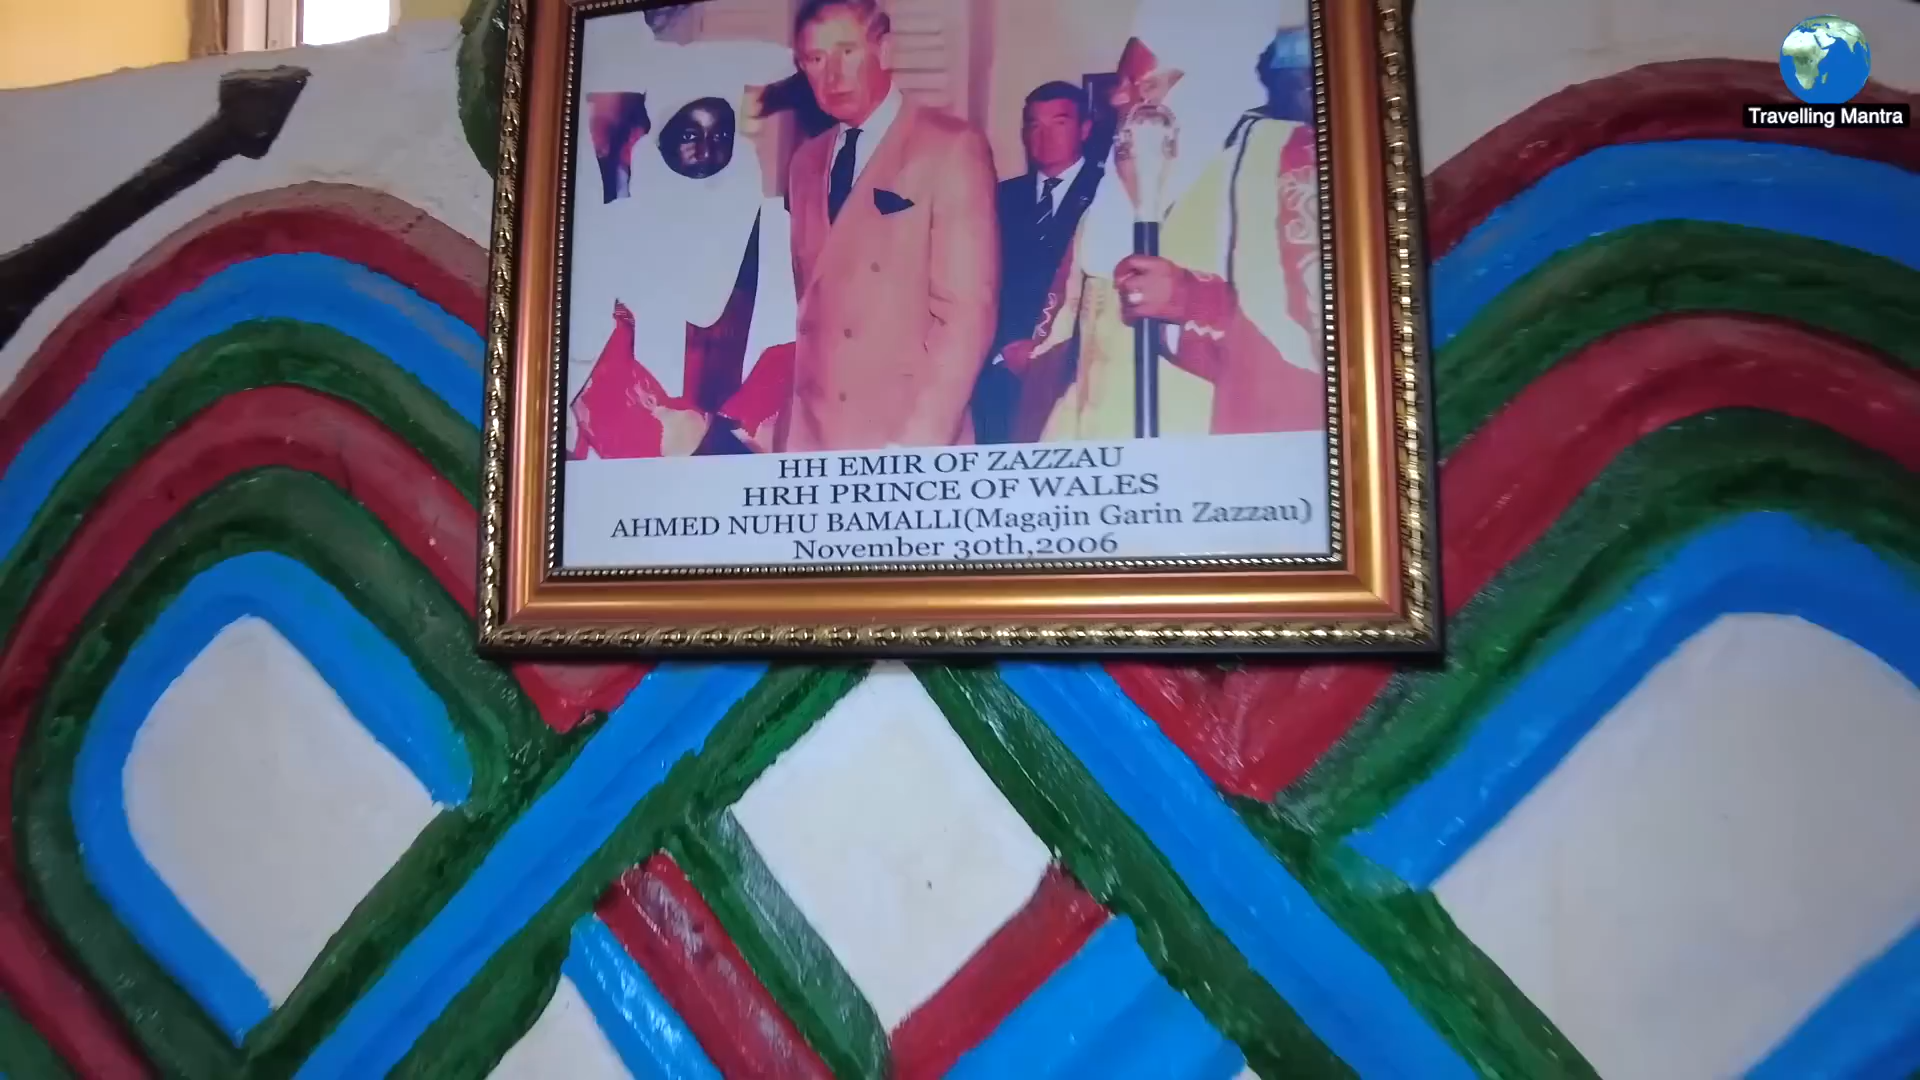 Travelling Mantra
HH EMIR OF ZAZZAU
HRH PRINCE OF WALES
AHMED NUHU BAMALLI(Magajin Garin Zazzau)
November 30th,2006